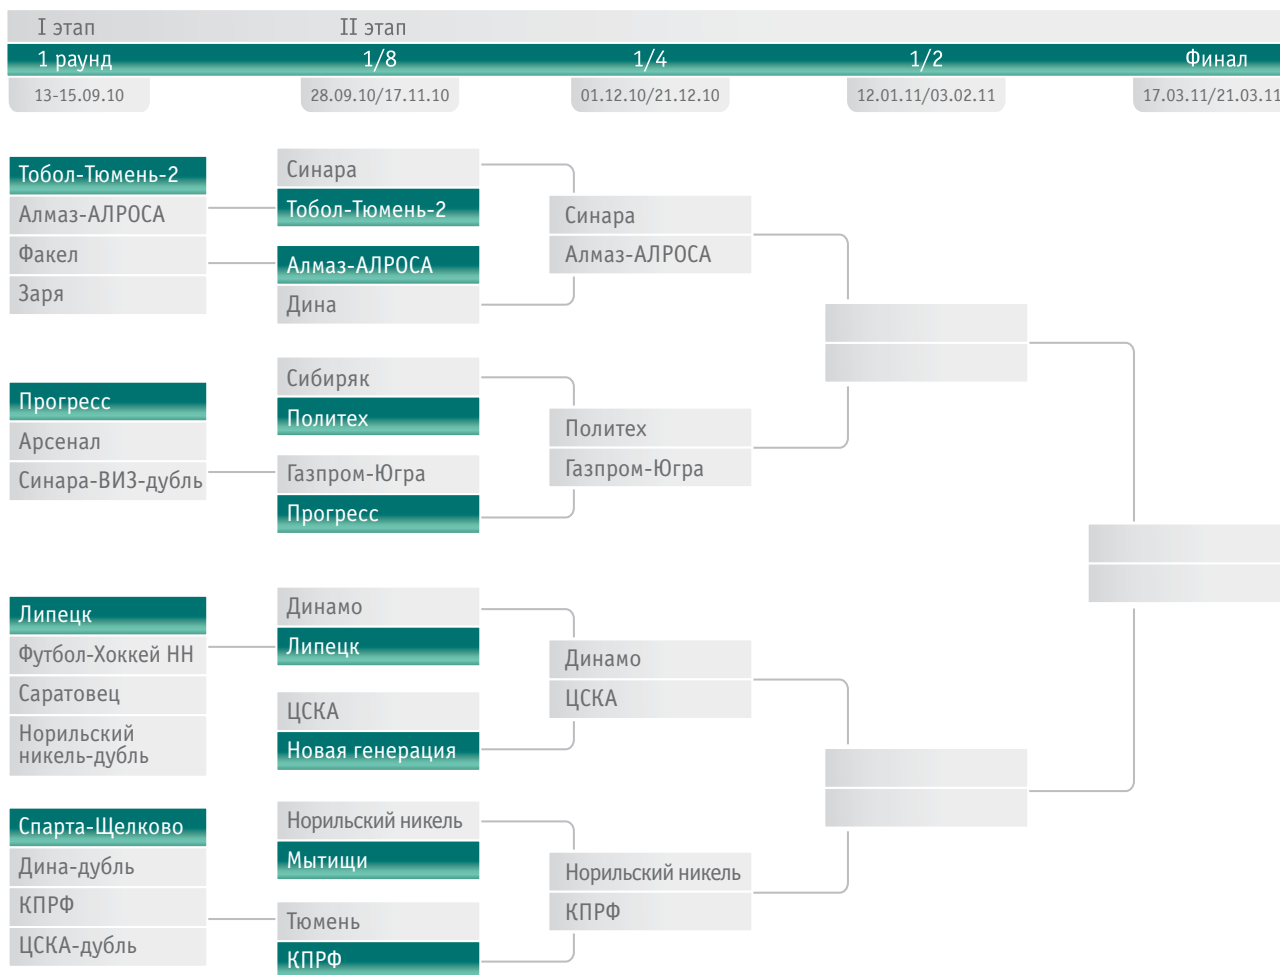 I этап
II этап
1 раунд
1/8
1/4
1/2
Финал
13-15.09.10
28.09.10/17.11.10
01.12.10/21.12.10
12.01.11/03.02.11
17.03.11/21.03.11
Тобол-Тюмень-2
Алмаз-АЛРОСА
Факел
Заря
Прогресс
Арсенал
Синара-ВИЗ-дубль
Липецк
Футбол-Хоккей НН
Саратовец
Норильский
никель-дубль
Спарта-Щелково
Дина-дубль
КПРФ
ЦСКА-дубль
Синара
Тобол-Тюмень-2
Алмаз-АЛРОСА
Дина
Сибиряк
Политех
Газпром-Югра
Прогресс
Динамо
Липецк
ЦСКА
Новая генерация
Норильский никель
Мытищи
Тюмень
КПРФ
Синара
Алмаз-АЛРОСА
Политех
Газпром-Югра
Динамо
ЦСКА
Норильский никель
КПРФ